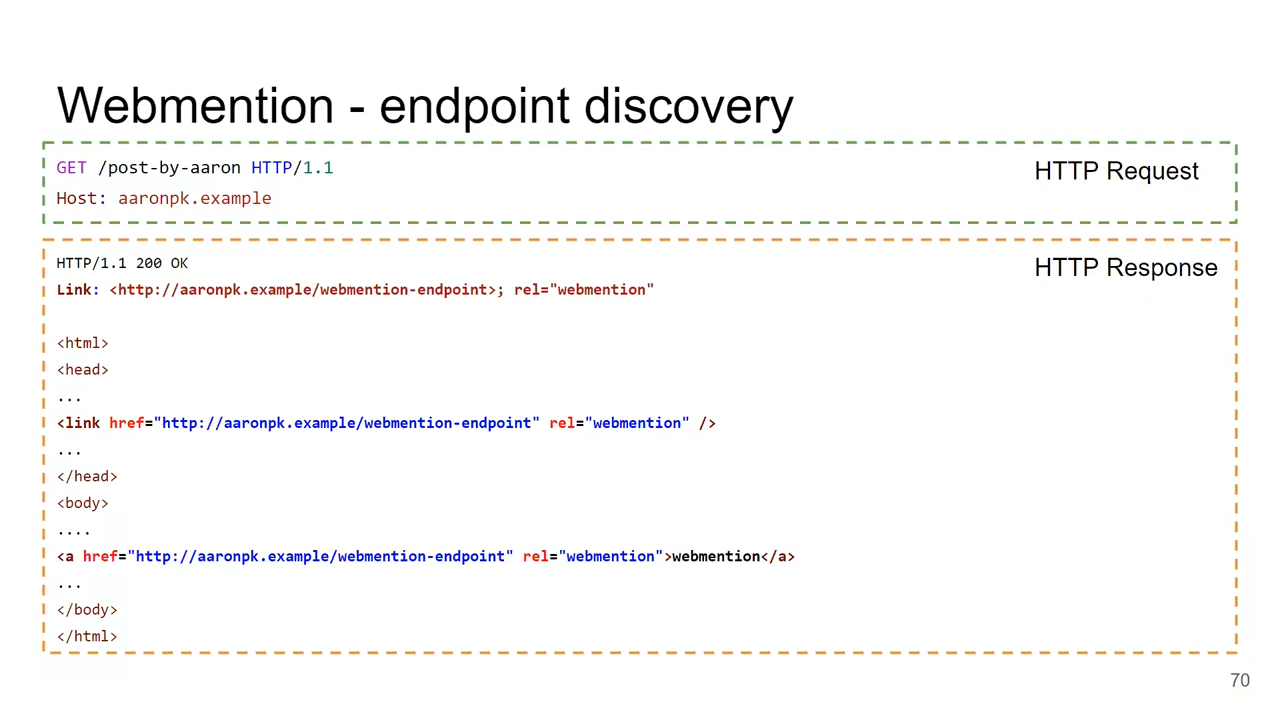 Webmention - endpoint discovery
GET /post-by-aaron HTTP/1.1
HTTP Request
Host: aaronpk.example
HTTP/1.1 200 OK
HTTP Response
Link: <http://aaronpk.example/webmention-endpoint>; rel="webmention"
<html>
<head>
...
<link href="http://aaronpk.example/webmention-endpoint" rel="webmention" />
...
</head>
<body>
....
<a href="http://aaronpk.example/webmention-endpoint" rel="webmention">webmention</a>
...
</body>
</html>
70